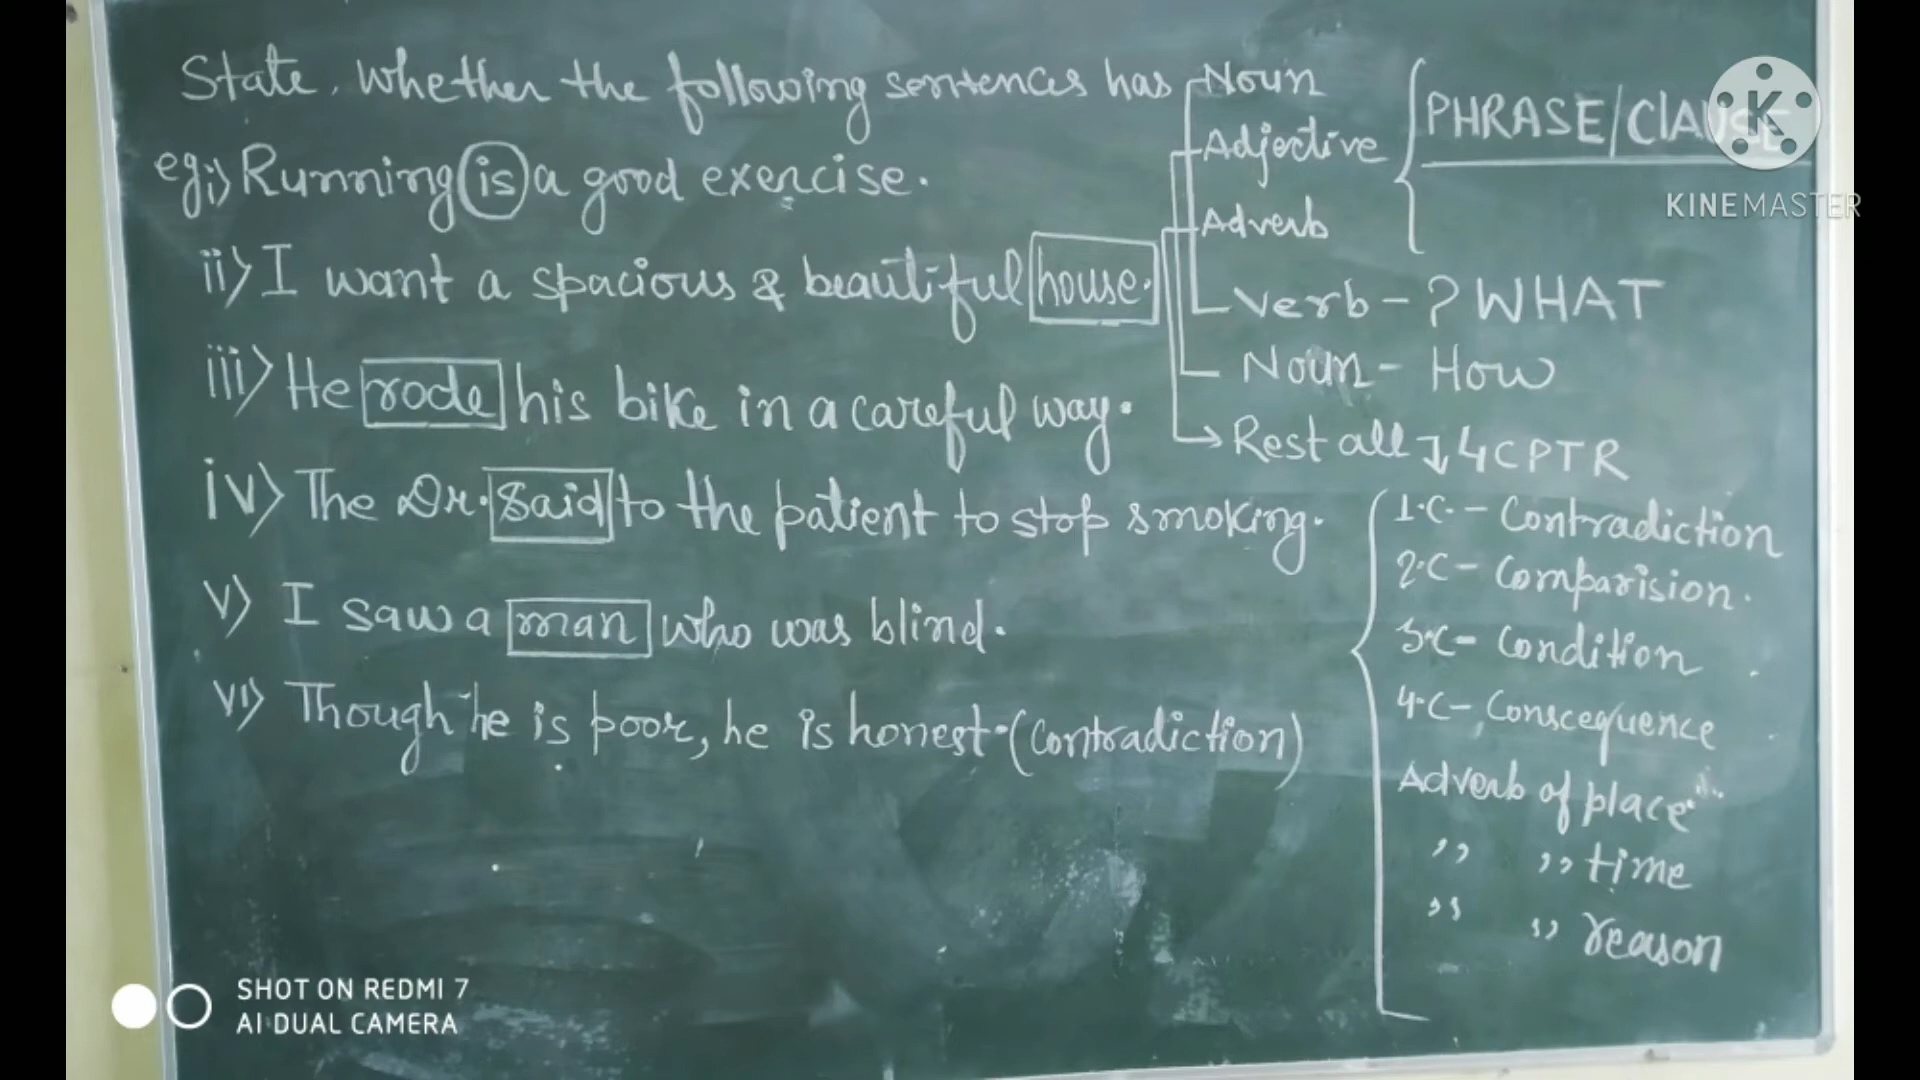 State, whether the following sentences has Noun
Adjective
Adverb
PHRASE/ClAUSE
eg i) Running is a good exercise.
ii) I want a spacious & beautiful house.
iii) He rode his bike in a careful way.
iv) The Dr. Said to the patient to stop smoking.
v) I saw a man who was blind.
vi) Though he is poor, he is honest. (Contradiction)
Verb - ? WHAT
Noun - How
Rest all 4CPTR
1.C. - Contradiction
2.C - Comparision.
3.C - Condition
4.C - Conscequence
Adverb of place
,, ,, time
,, ,, reason
K
KINEMASTER
SHOT ON REDMI 7
AI DUAL CAMERA